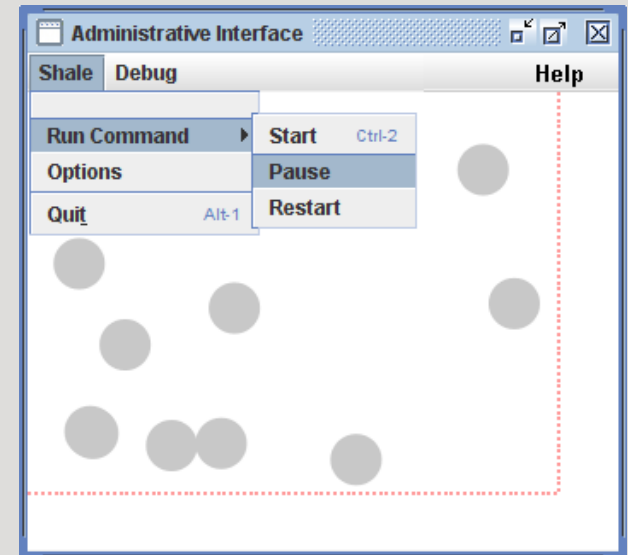 Administrative Interface
Shale Debug Help
Run Command Start Ctrl-2
Options Pause
Quit Alt-1 Restart